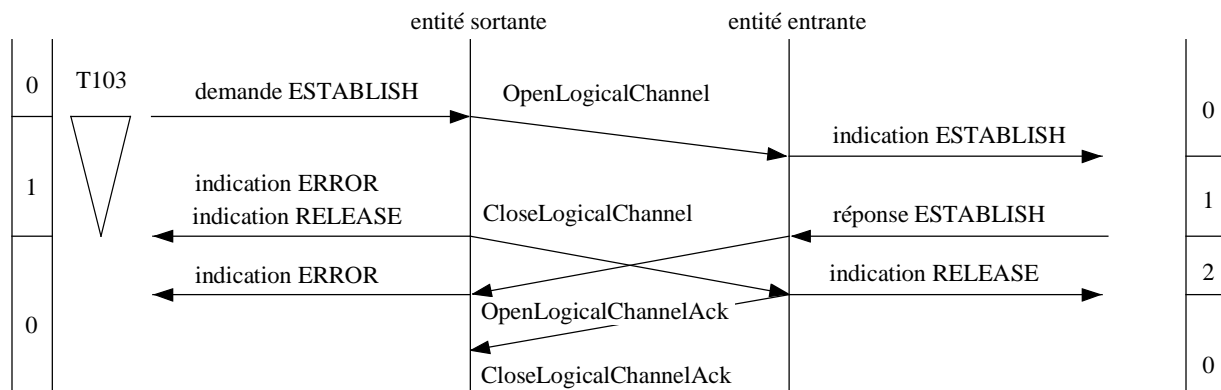 entité sortante
entité entrante
0
T103
demande ESTABLISH
OpenLogicalChannel
0
indication ESTABLISH
1
indication ERROR
indication RELEASE
CloseLogicalChannel
réponse ESTABLISH
1
indication ERROR
indication RELEASE
2
OpenLogicalChannelAck
0
CloseLogicalChannelAck
0